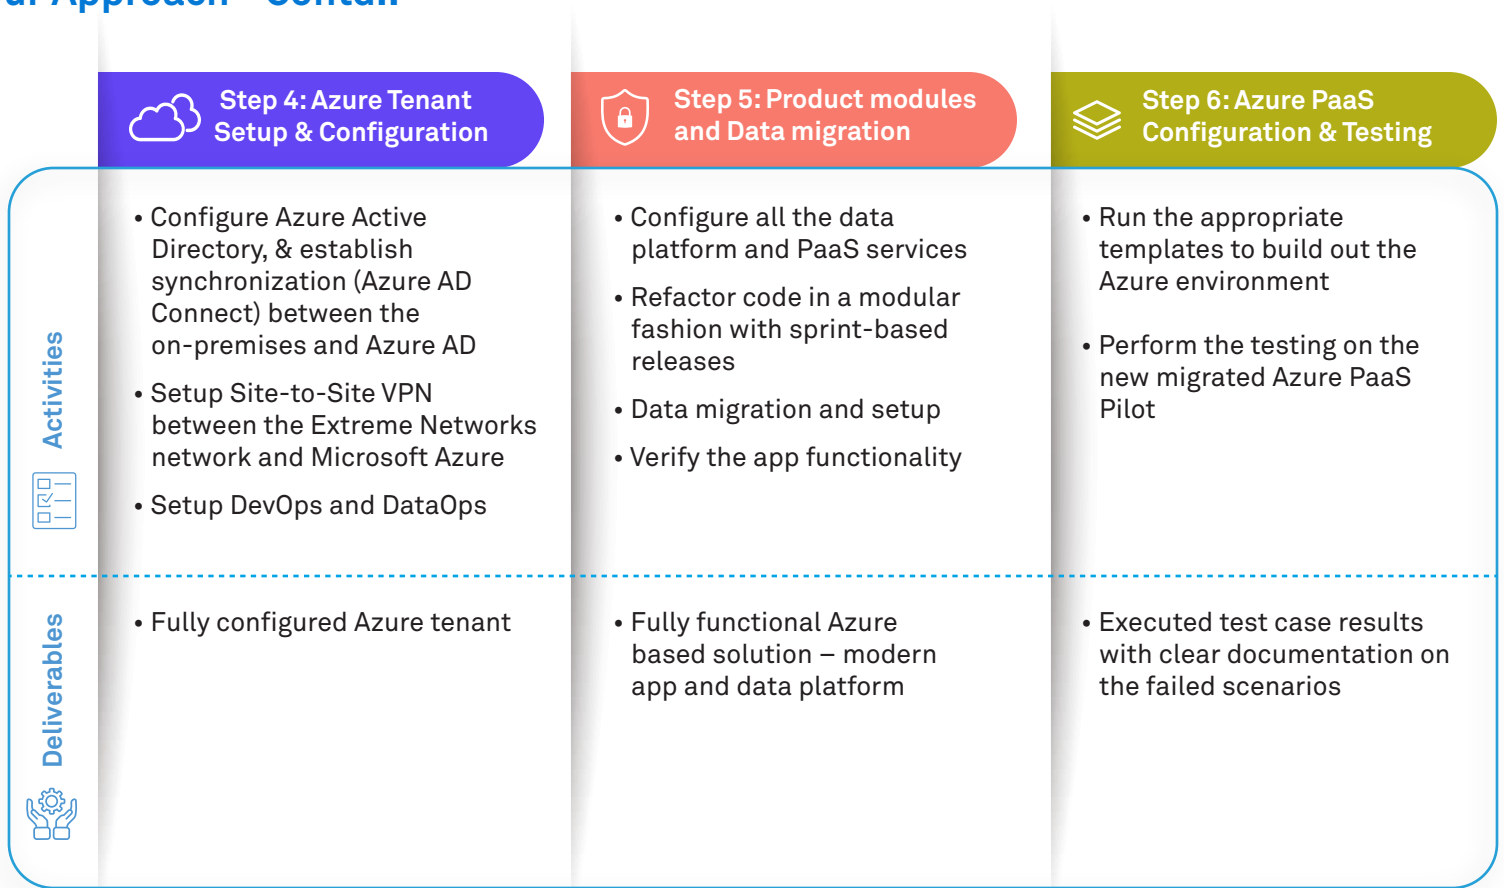 ur Approach - Contd..
Step 4: Azure Tenant
Setup & Configuration
Step 5: Product modules
and Data migration
Step 6: Azure PaaS
Configuration & Testing
Activities
• Configure Azure Active
Directory, & establish
synchronization (Azure AD
Connect) between the
on-premises and Azure AD
• Setup Site-to-Site VPN
between the Extreme Networks
network and Microsoft Azure
• Setup DevOps and DataOps
• Configure all the data
platform and PaaS services
• Refactor code in a modular
fashion with sprint-based
releases
• Data migration and setup
• Verify the app functionality
• Run the appropriate
templates to build out the
Azure environment
• Perform the testing on the
new migrated Azure PaaS
Pilot
Deliverables
• Fully configured Azure tenant
• Fully functional Azure
based solution – modern
app and data platform
• Executed test case results
with clear documentation on
the failed scenarios